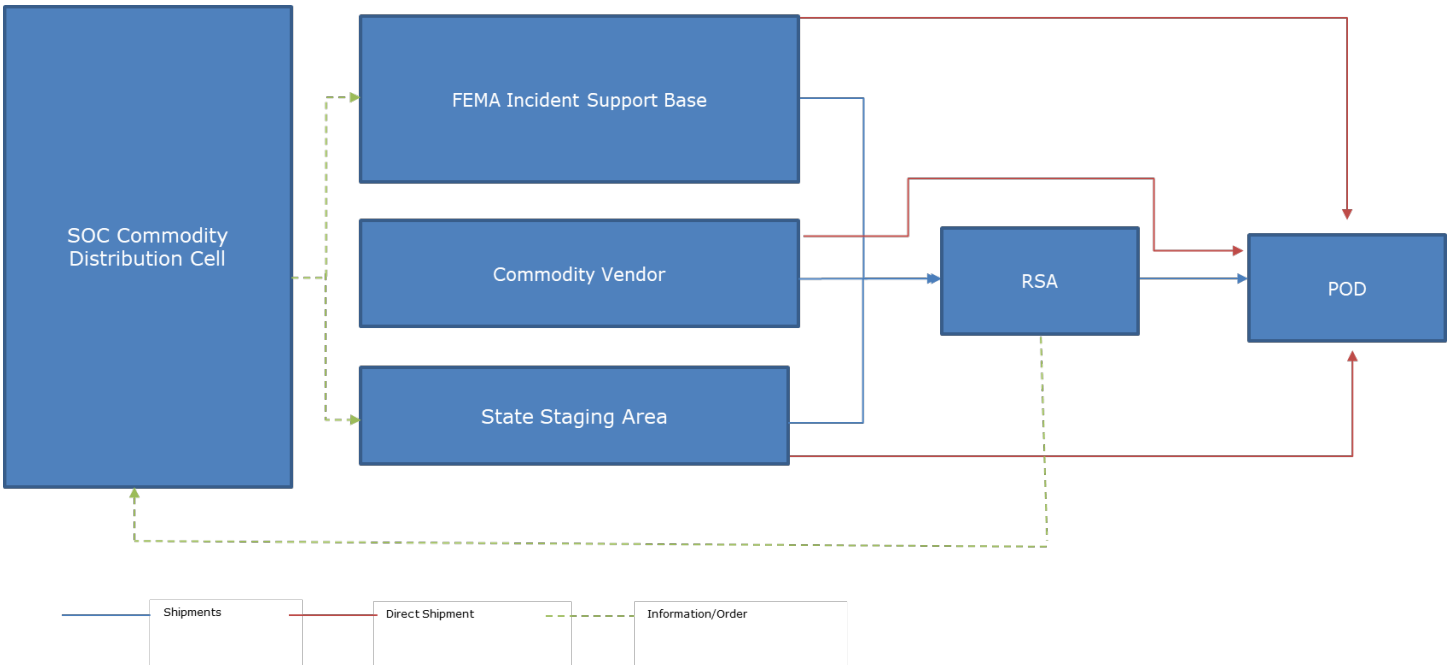 SOC Commodity
Distribution Cell
FEMA Incident Support Base
Commodity Vendor
State Staging Area
RSA
POD
Shipments
Direct Shipment
Information/Order